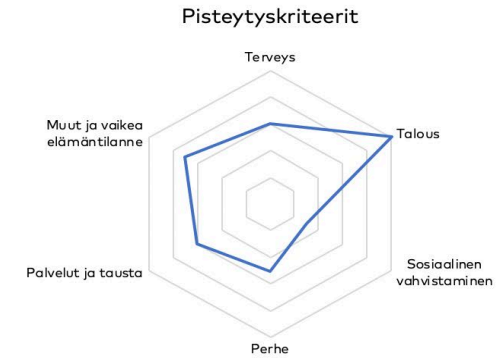 Pisteytyskriteerit
Terveys
Talous
Sosiaalinen
vahvistaminen
Perhe
Palvelut ja tausta
Muut ja vaikea
elämäntilanne